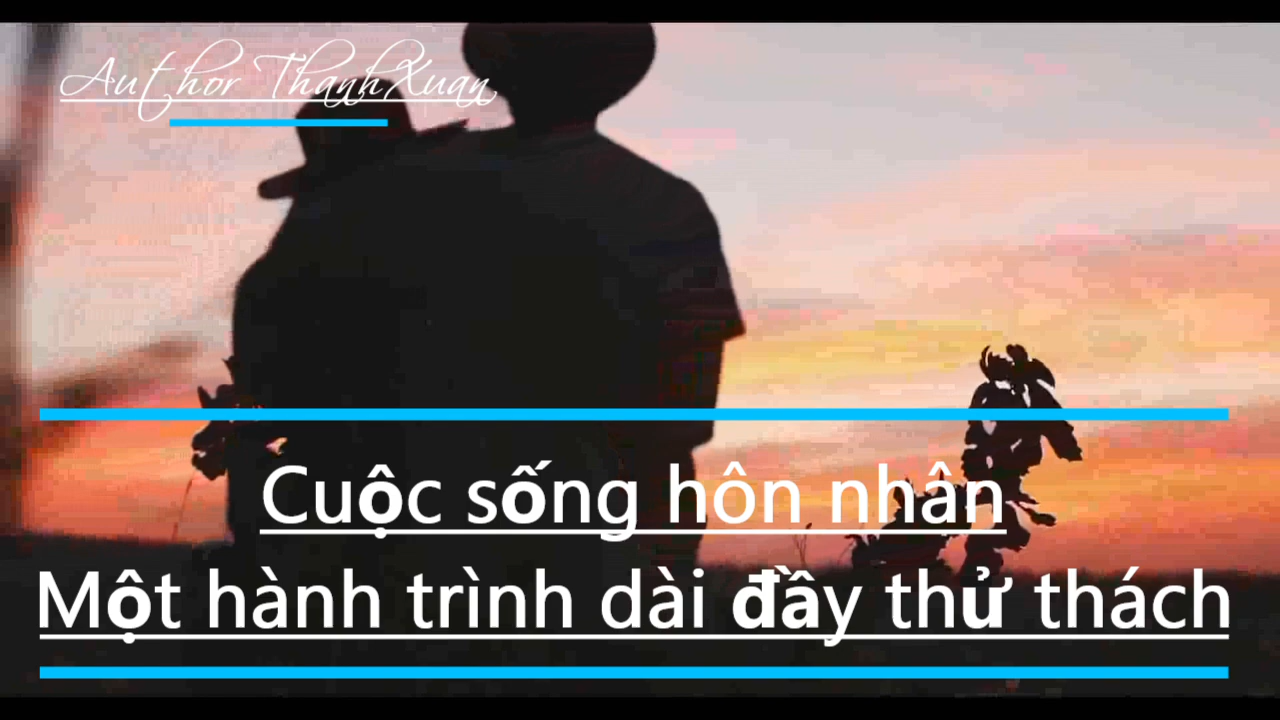 Author ThanhXuan
Cuộc sống hôn nhân
Một hành trình dài đầy thử thách